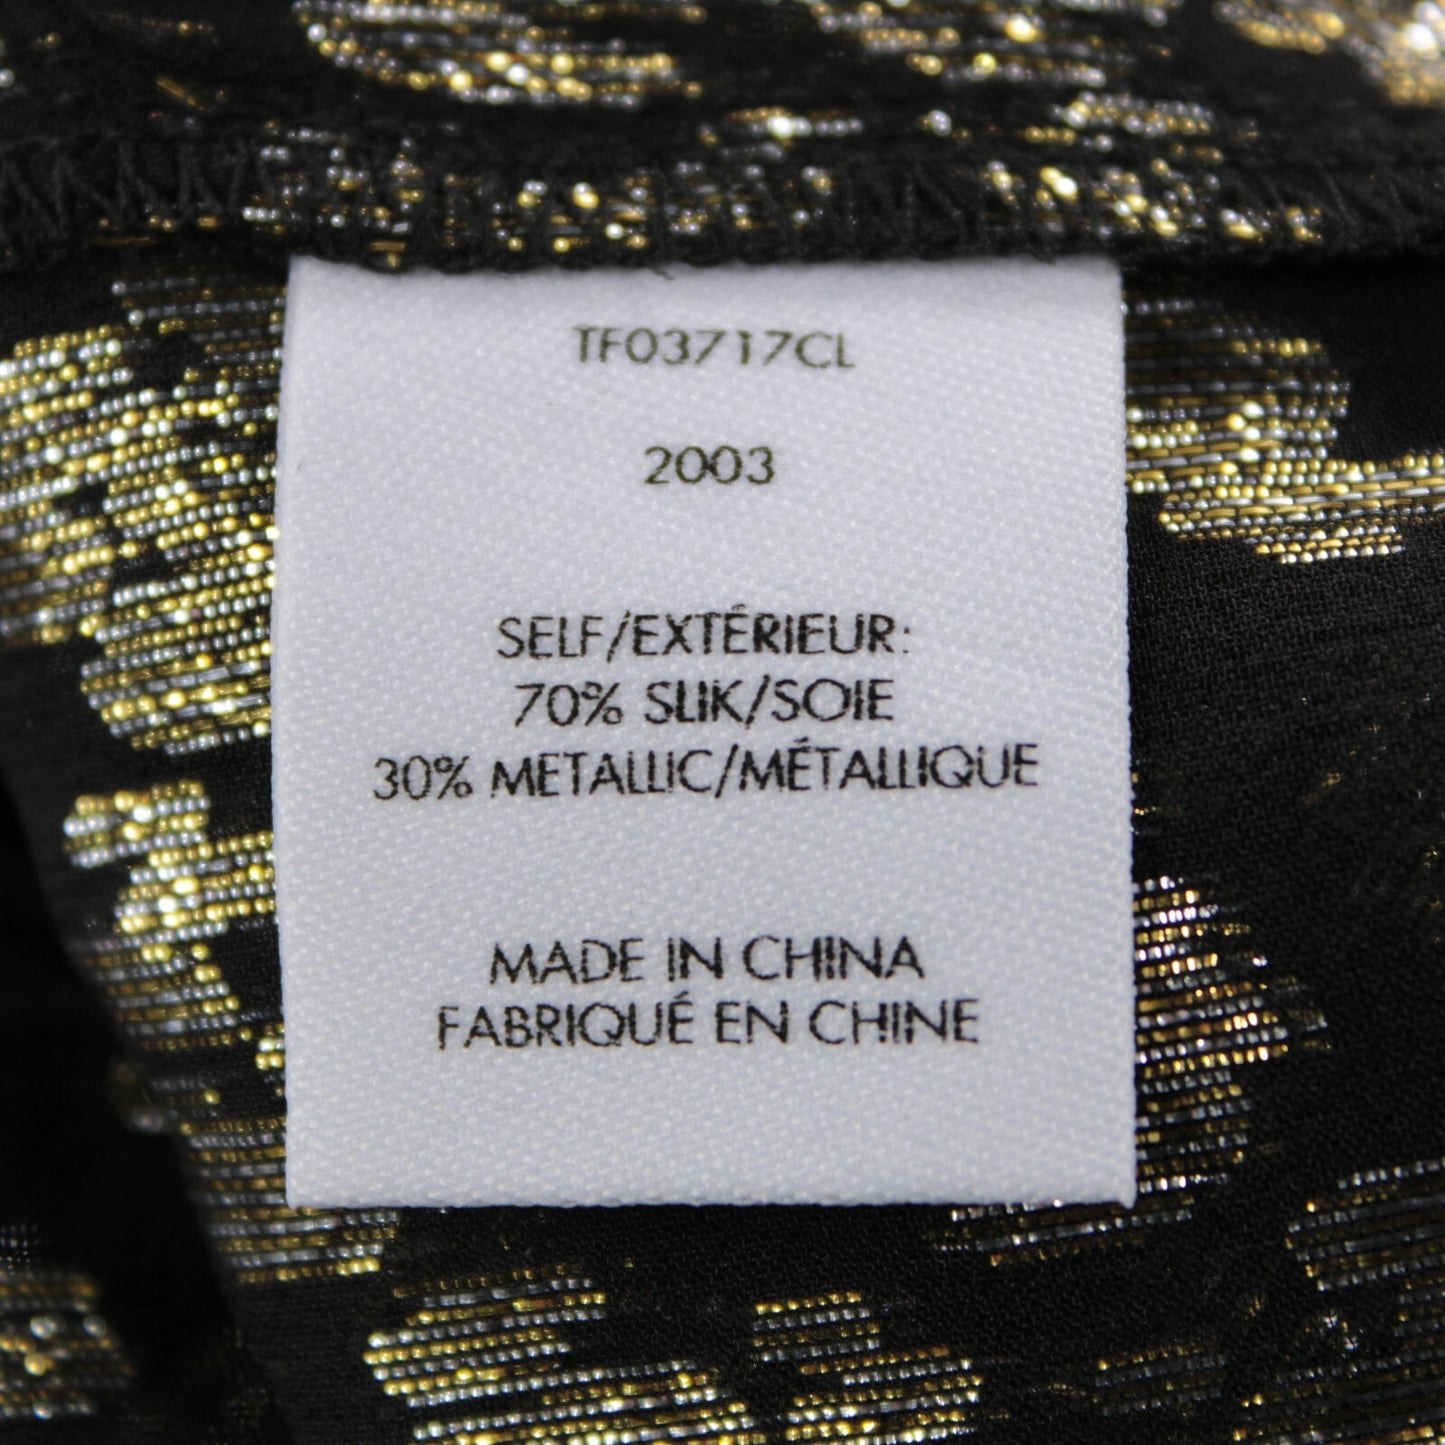 TF03717CL
2003
SELF/EXTÉRIEUR:
70% SLIK/SOIE
30% METALLIC/MÉTALLIQUE
MADE IN CHINA
FABRIQUÉ EN CHINE